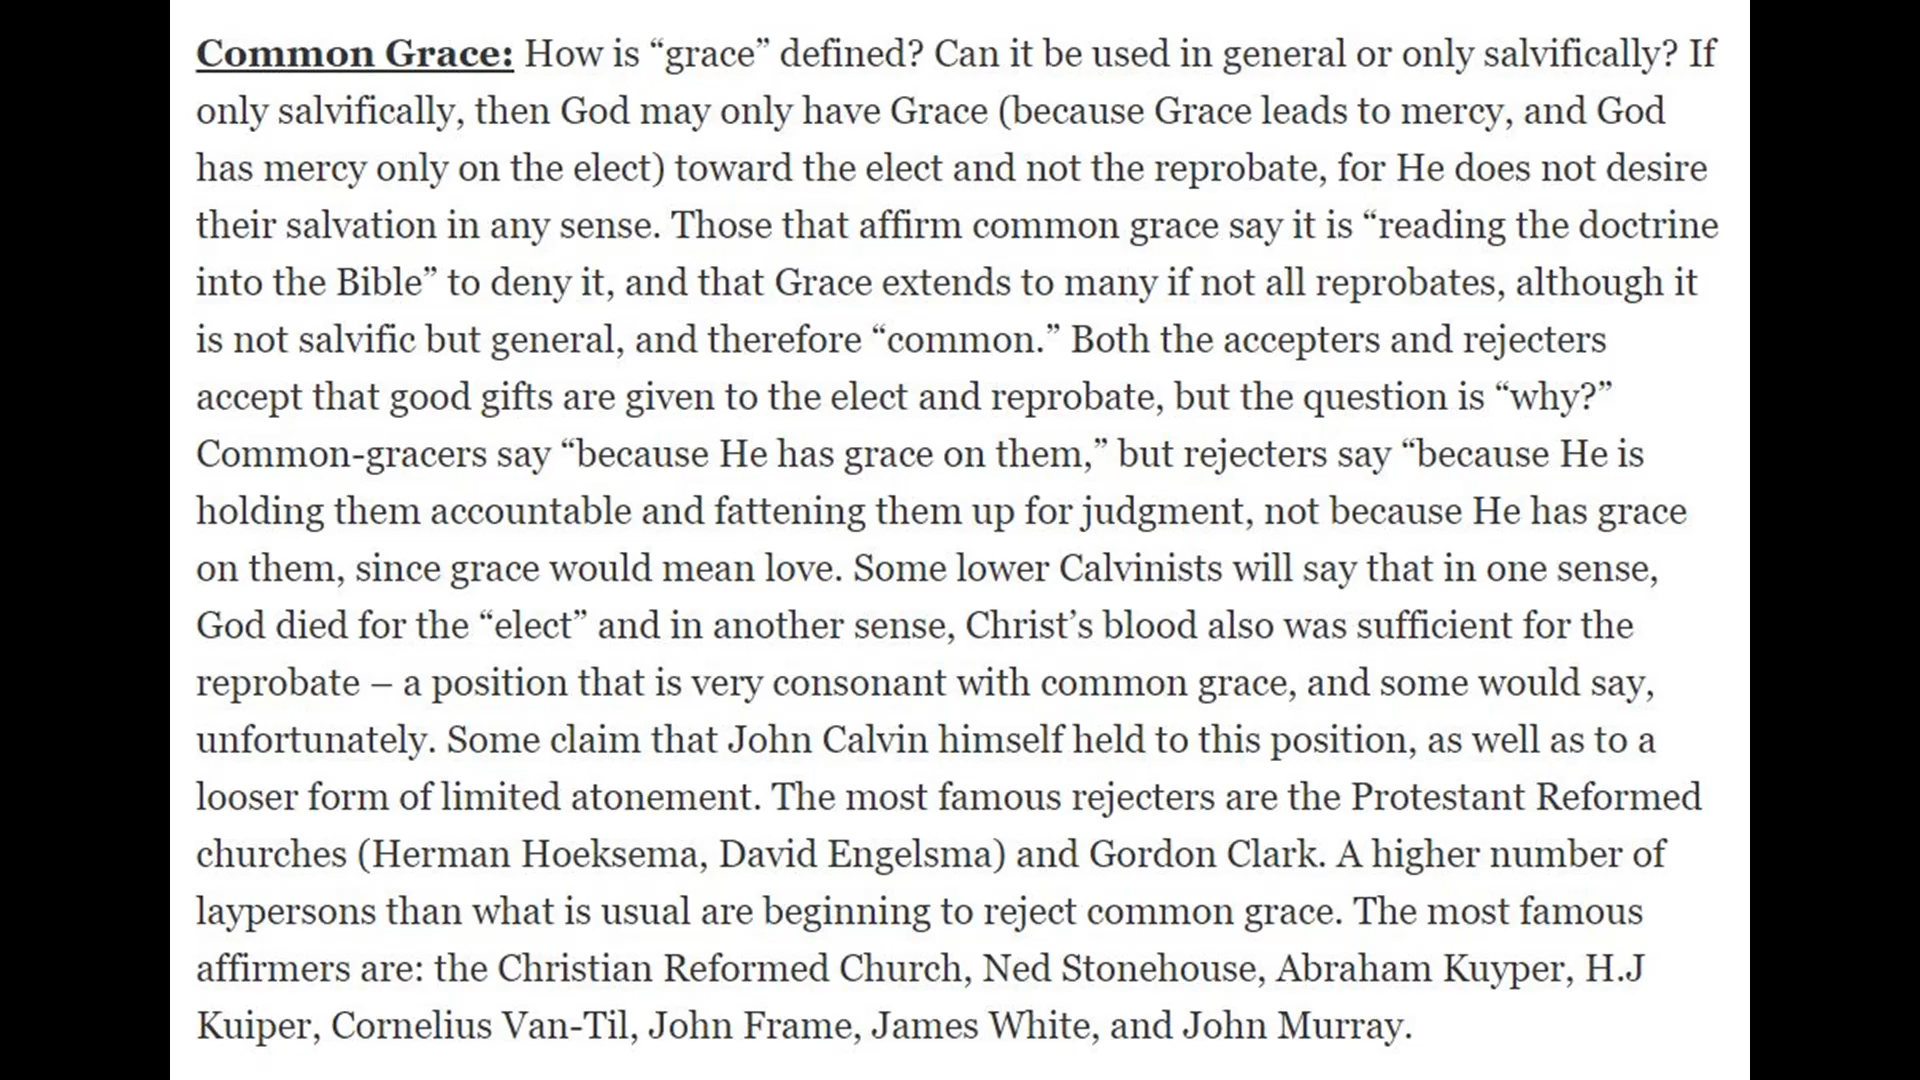 Common Grace: How is “grace” defined? Can it be used in general or only salvifically? If
only salvifically, then God may only have Grace (because Grace leads to mercy, and God
has mercy only on the elect) toward the elect and not the reprobate, for He does not desire
their salvation in any sense. Those that affirm common grace say it is “reading the doctrine
into the Bible” to deny it, and that Grace extends to many if not all reprobates, although it
is not salvific but general, and therefore “common.” Both the accepters and rejecters
accept that good gifts are given to the elect and reprobate, but the question is “why?”
Common-gracers say “because He has grace on them,” but rejecters say “because He is
holding them accountable and fattening them up for judgment, not because He has grace
on them, since grace would mean love. Some lower Calvinists will say that in one sense,
God died for the “elect” and in another sense, Christ’s blood also was sufficient for the
reprobate – a position that is very consonant with common grace, and some would say,
unfortunately. Some claim that John Calvin himself held to this position, as well as to a
looser form of limited atonement. The most famous rejecters are the Protestant Reformed
churches (Herman Hoeksema, David Engelsma) and Gordon Clark. A higher number of
laypersons than what is usual are beginning to reject common grace. The most famous
affirmers are: the Christian Reformed Church, Ned Stonehouse, Abraham Kuyper, H.J
Kuiper, Cornelius Van-Til, John Frame, James White, and John Murray.